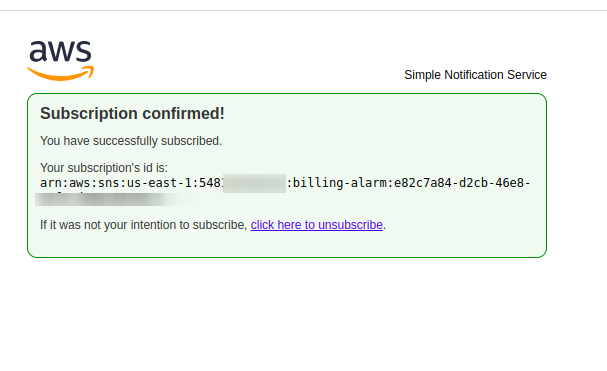 aws
Simple Notification Service
Subscription confirmed!
You have successfully subscribed.
Your subscription's id is:
arn:aws:sns:us-east-1:548 :billing-alarm:e82c7a84-d2cb-46e8-
If it was not your intention to subscribe, click here to unsubscribe.